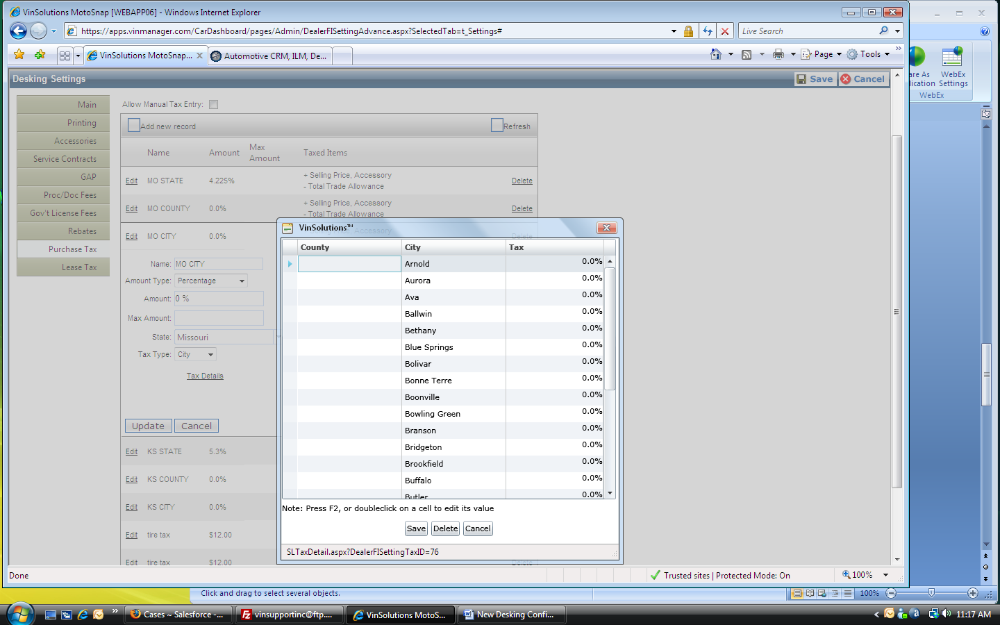 VinSolutions MotoSnap [WEBAPP06] - Windows Internet Explorer
https://apps.vinmanager.com/CarDashboard/pages/Admin/DealerFISettingAdvance.aspx?SelectedTab=t_Settings#
Live Search
VinSolutions MotoSnap...
Automotive CRM, ILM, De...
Page
Tools
are As
lication
WebEx
Settings
WebEx
Desking Settings
Save
Cancel
Main
Printing
Accessories
Service Contracts
GAP
Proc/Doc Fees
Gov't License Fees
Rebates
Purchase Tax
Lease Tax
Allow Manual Tax Entry:
Add new record
Refresh
Name Amount Max Amount Taxed Items
Edit MO STATE 4.225% + Selling Price, Accessory
- Total Trade Allowance Delete
Edit MO COUNTY 0.0% + Selling Price, Accessory
- Total Trade Allowance Delete
Edit MO CITY 0.0%
Name: MO CITY
Amount Type: Percentage
Amount: 0 %
Max Amount:
State: Missouri
Tax Type: City
Tax Details
Update Cancel
Edit KS STATE 5.3%
Edit KS COUNTY 0.0%
Edit KS CITY 0.0%
Edit tire tax $12.00
Edit tire tax $12.00 Delete
VinSolutions™
County City Tax
Arnold 0.0%
Aurora 0.0%
Ava 0.0%
Ballwin 0.0%
Bethany 0.0%
Blue Springs 0.0%
Bolivar 0.0%
Bonne Terre 0.0%
Boonville 0.0%
Bowling Green 0.0%
Branson 0.0%
Bridgeton 0.0%
Brookfield 0.0%
Buffalo 0.0%
Butler 0.0%
Note: Press F2, or doubleclick on a cell to edit its value
Save Delete Cancel
SLTaxDetail.aspx?DealerFISettingTaxID=76
Done
Trusted sites | Protected Mode: On
100%
Click and drag to select several objects.
100%
Cases ~ Salesforce - ...
vinsupportinc@ftp....
VinSolutions MotoS...
New Desking Confi...
11:17 AM